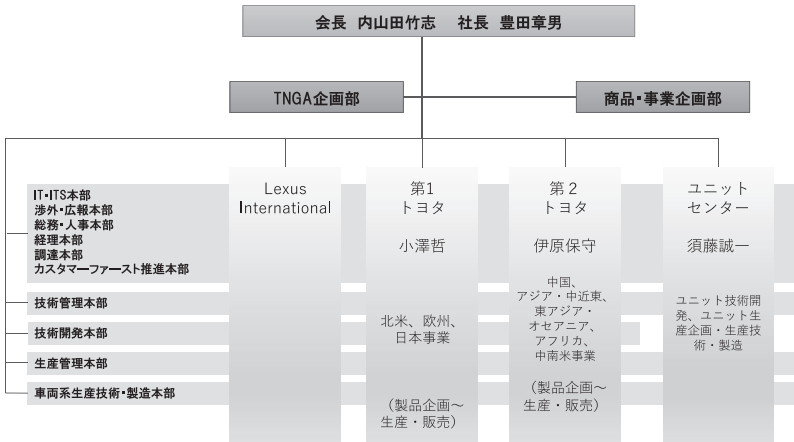 会長 内山田竹志 社長 豊田章男
TNGA企画部
商品・事業企画部
IT・ITS本部
渉外・広報本部
総務・人事本部
経理本部
調達本部
カスタマーファースト推進本部
技術管理本部
技術開発本部
生産管理本部
車両系生産技術・製造本部
Lexus
International
第1
トヨタ
小澤哲
北米、欧州、
日本事業
（製品企画～
生産・販売）
第２
トヨタ
伊原保守
中国、
アジア・中近東、
東アジア・
オセアニア、
アフリカ、
中南米事業
（製品企画～
生産・販売）
ユニット
センター
須藤誠一
ユニット技術開
発、ユニット生
産企画・生産技
術・製造